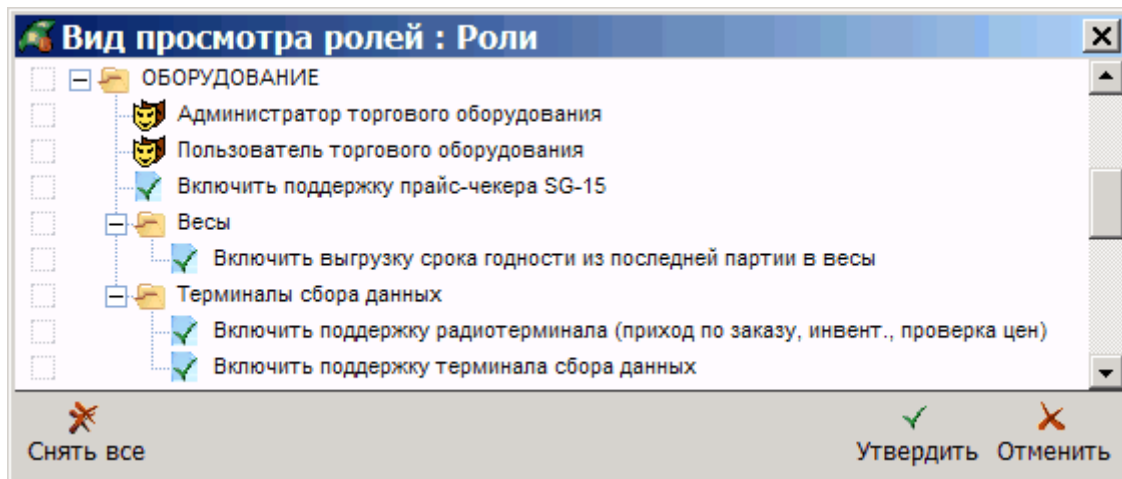 Вид просмотра ролей : Роли
ОБОРУДОВАНИЕ
Администратор торгового оборудования
Пользователь торгового оборудования
Включить поддержку прайс-чекера SG-15
Весы
Включить выгрузку срока годности из последней партии в весы
Терминалы сбора данных
Включить поддержку радиотерминала (приход по заказу, инвент., проверка цен)
Включить поддержку терминала сбора данных
Снять все Утвердить Отменить